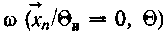 ω (x⃗ₙ/Θₙ = 0, Θ)